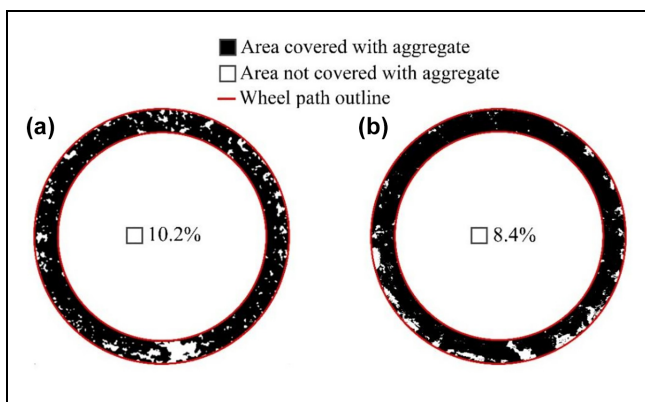 Area covered with aggregate
Area not covered with aggregate
Wheel path outline
(a)
(b)
10.2%
8.4%